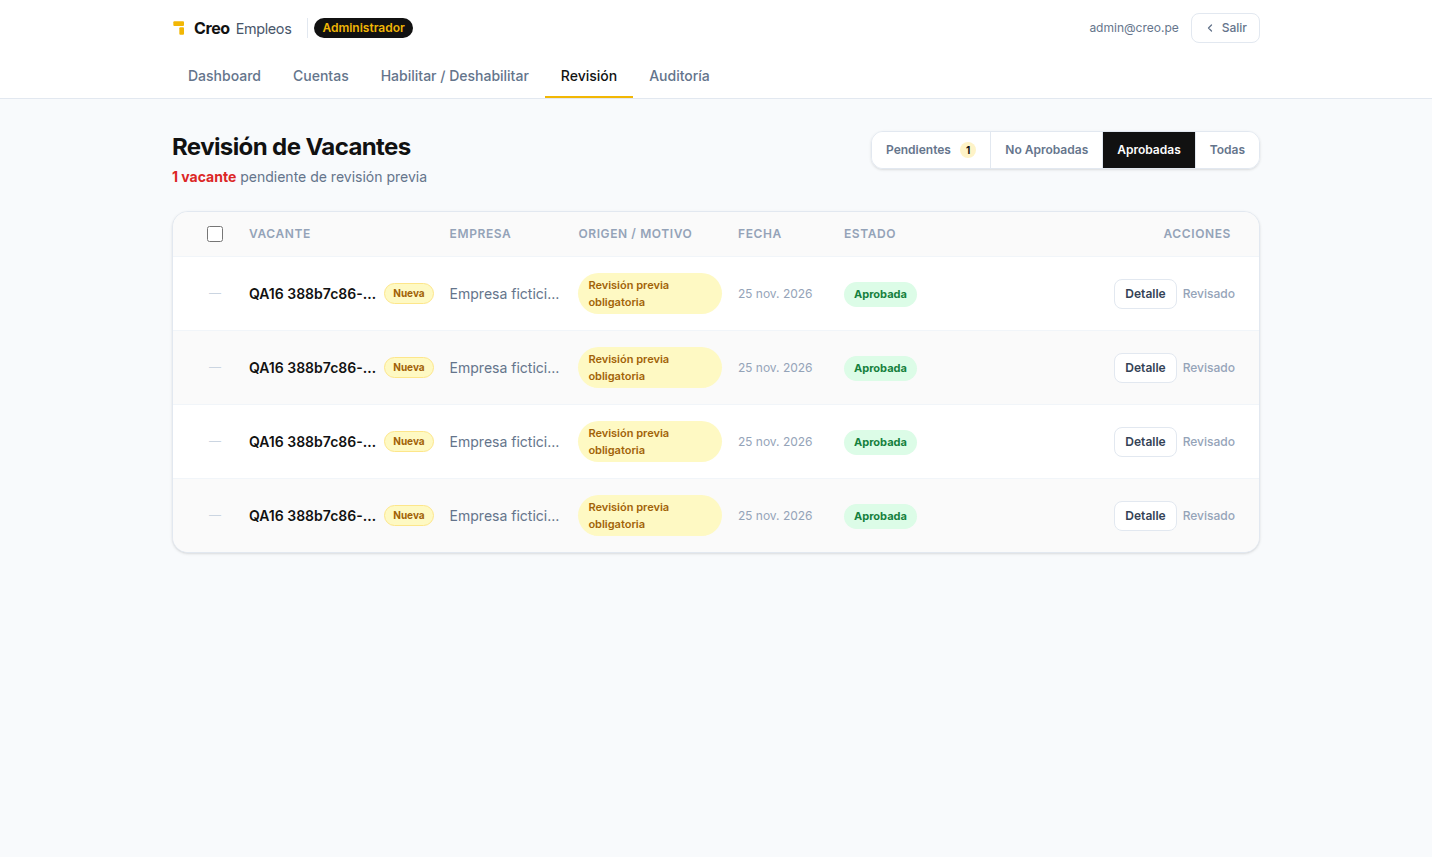 Creo Empleos Administrador admin@creo.pe Salir
Dashboard Cuentas Habilitar / Deshabilitar Revisión Auditoría
Revisión de Vacantes
1 vacante pendiente de revisión previa
Pendientes 1 No Aprobadas Aprobadas Todas
VACANTE EMPRESA ORIGEN / MOTIVO FECHA ESTADO ACCIONES
— QA16 388b7c86-... Nueva Empresa fictici... Revisión previa obligatoria 25 nov. 2026 Aprobada Detalle Revisado
— QA16 388b7c86-... Nueva Empresa fictici... Revisión previa obligatoria 25 nov. 2026 Aprobada Detalle Revisado
— QA16 388b7c86-... Nueva Empresa fictici... Revisión previa obligatoria 25 nov. 2026 Aprobada Detalle Revisado
— QA16 388b7c86-... Nueva Empresa fictici... Revisión previa obligatoria 25 nov. 2026 Aprobada Detalle Revisado